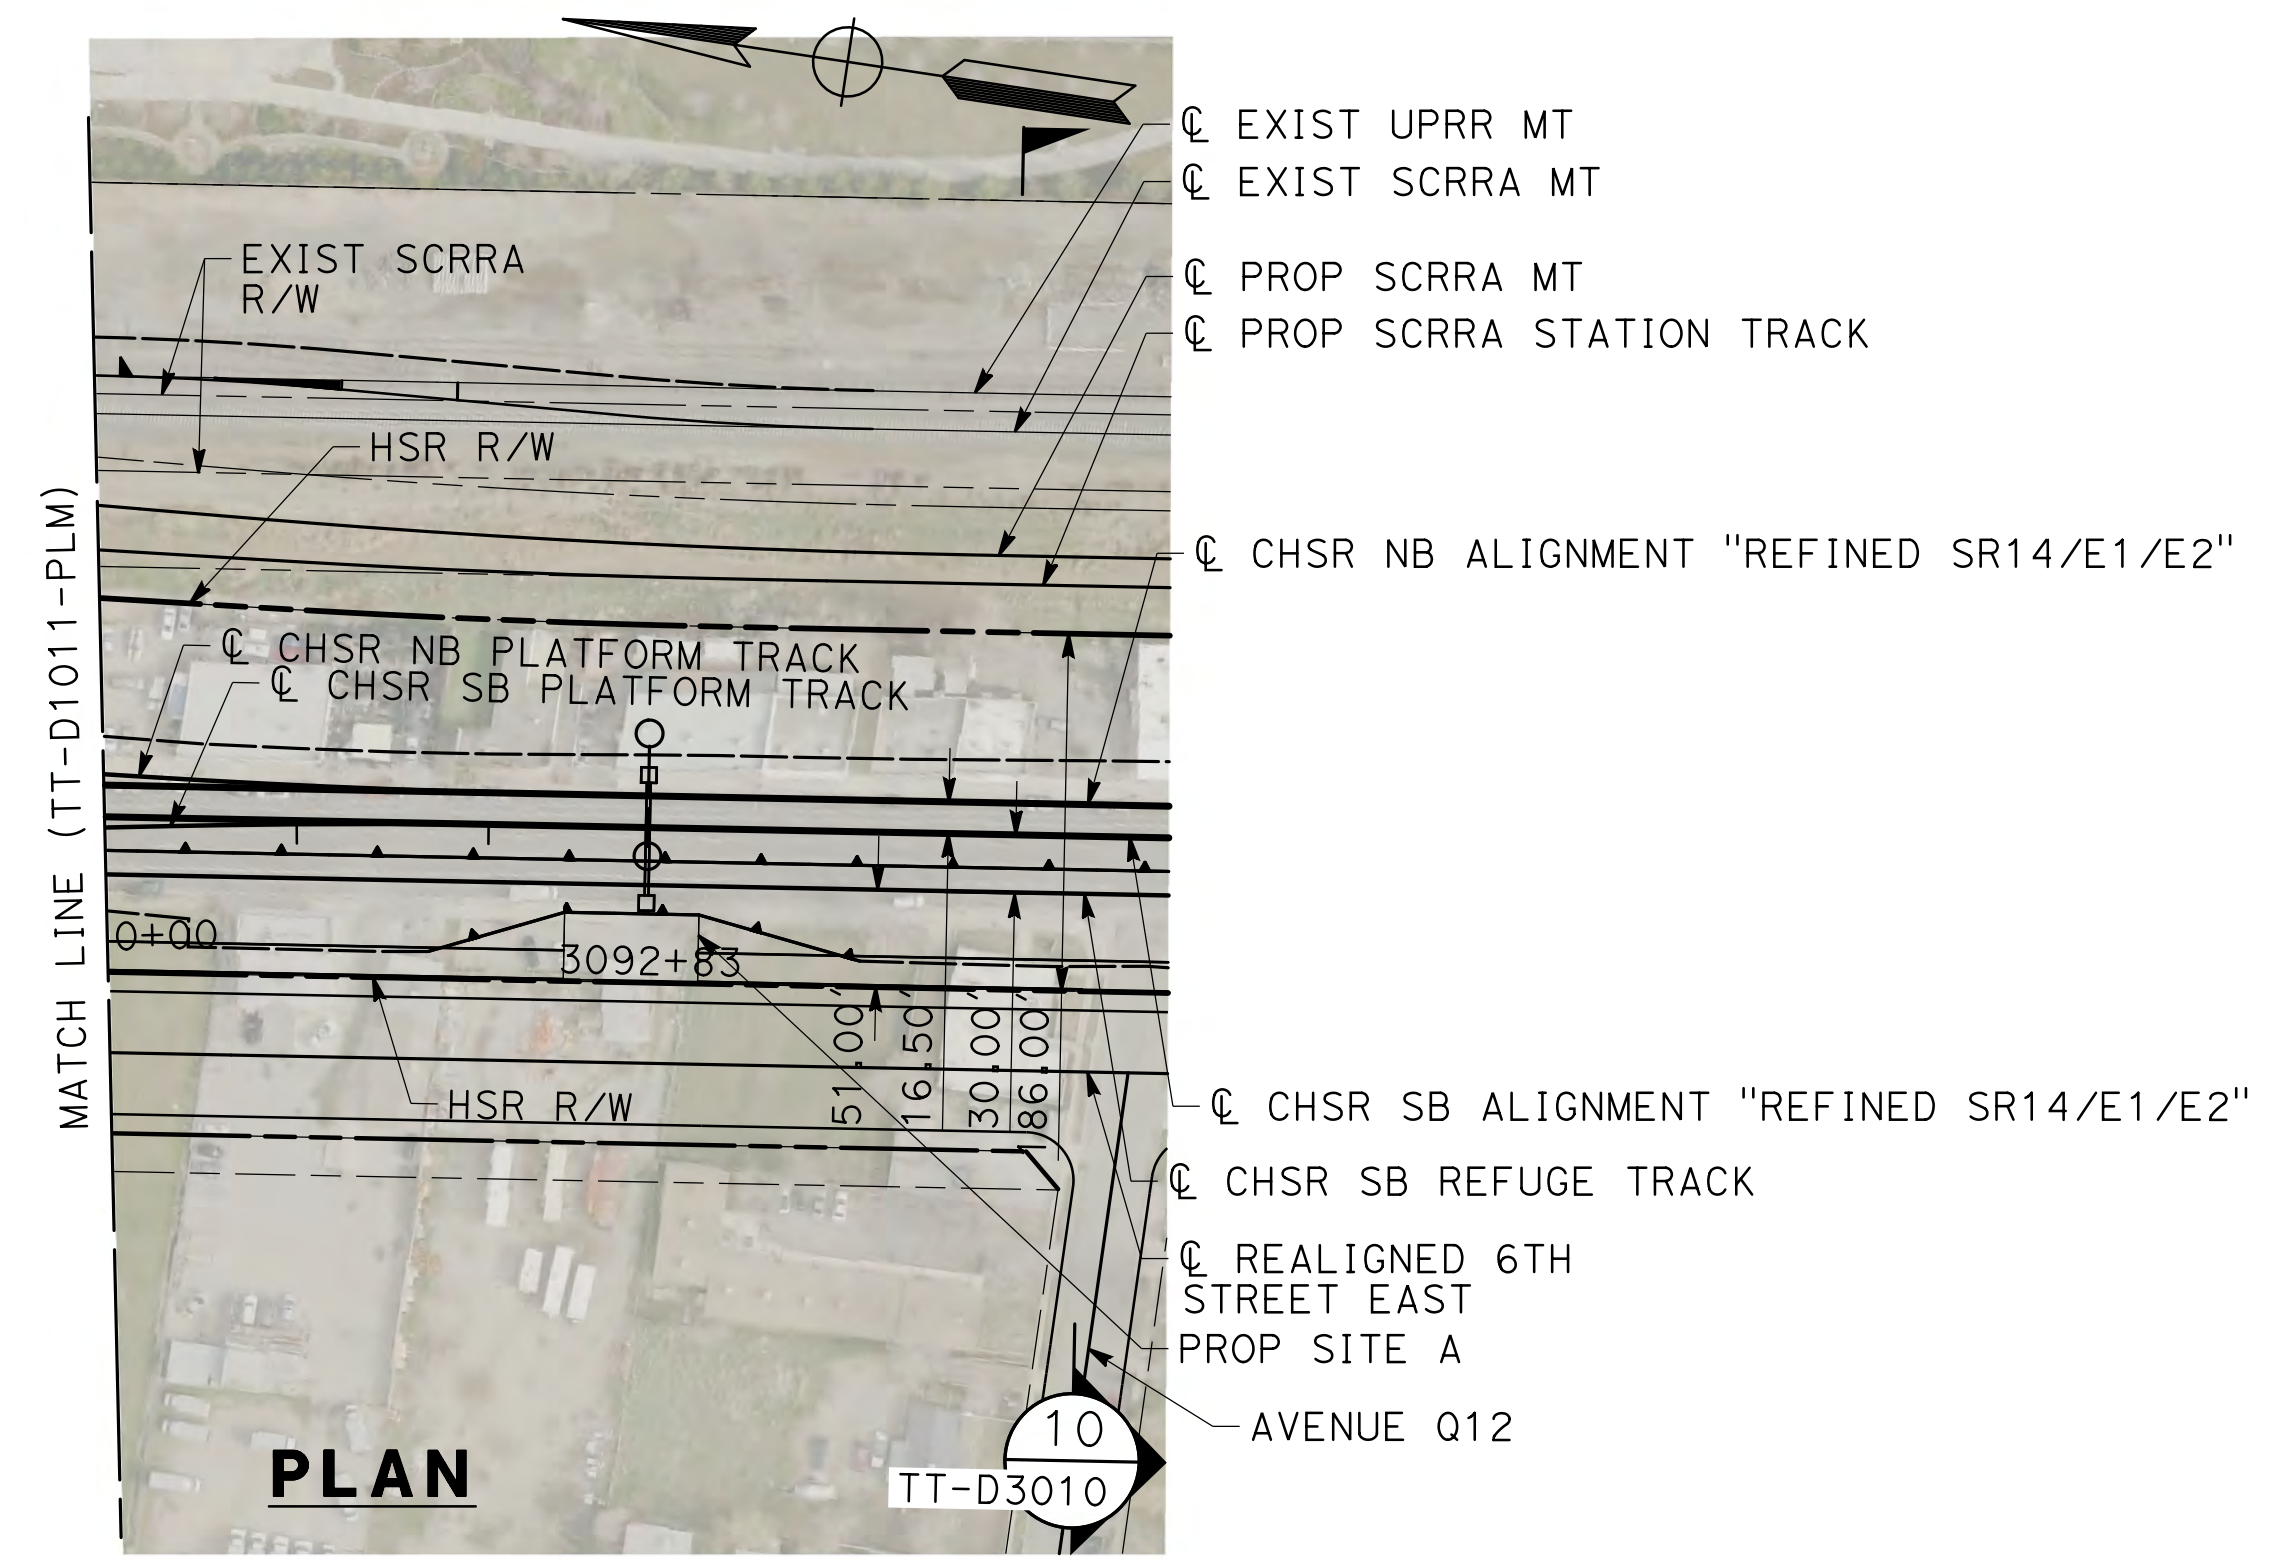 ℄ EXIST UPRR MT
℄ EXIST SCRRA MT
EXIST SCRRA
R/W
℄ PROP SCRRA MT
℄ PROP SCRRA STATION TRACK
HSR R/W
℄ CHSR NB ALIGNMENT "REFINED SR14/E1/E2"
℄ CHSR NB PLATFORM TRACK
℄ CHSR SB PLATFORM TRACK
MATCH LINE (TT-D1011-PLM)
0+00
3092+83
51.00'
16.50'
30.00'
186.00'
HSR R/W
℄ CHSR SB ALIGNMENT "REFINED SR14/E1/E2"
℄ CHSR SB REFUGE TRACK
℄ REALIGNED 6TH
STREET EAST
PROP SITE A
AVENUE Q12
10
TT-D3010
PLAN